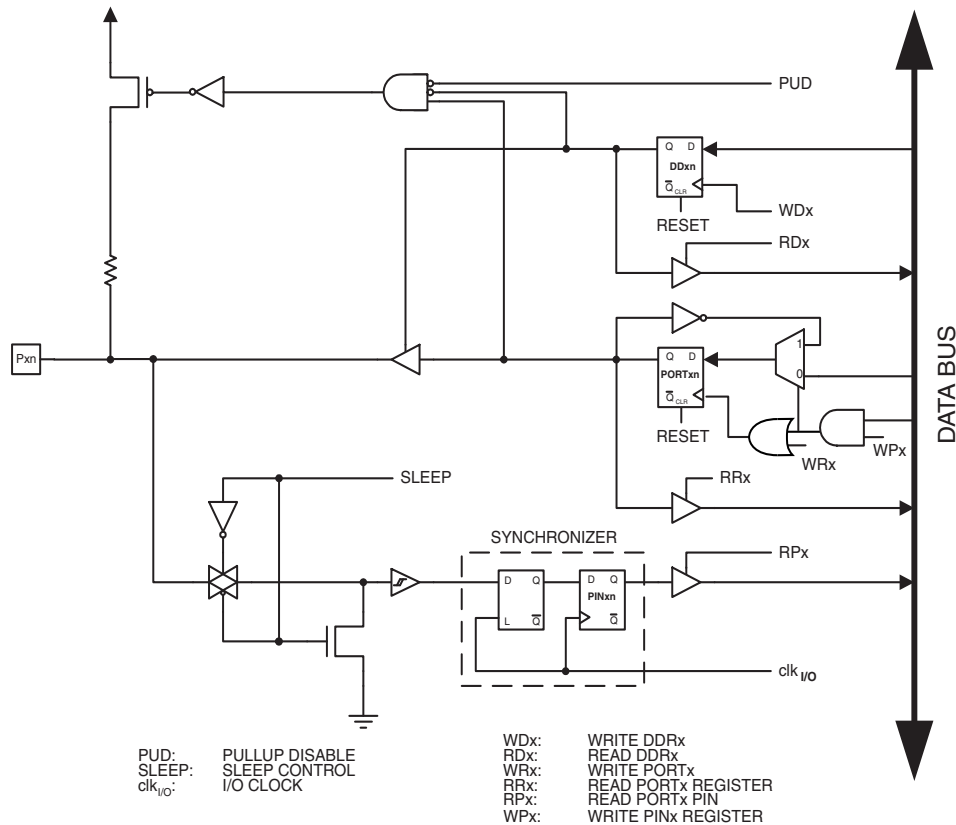 PUD
Q D
DDxn
Q CLR
WDx
RESET
RDx
Pxn
1
Q D
PORTxn
0
Q CLR
RESET
WRx
WPx
DATA BUS
SLEEP
RRx
SYNCHRONIZER
RPx
D Q
D Q
PINxn
L Q
Q
clk I/O
PUD: PULLUP DISABLE
SLEEP: SLEEP CONTROL
clkI/O: I/O CLOCK
WDx: WRITE DDRx
RDx: READ DDRx
WRx: WRITE PORTx
RRx: READ PORTx REGISTER
RPx: READ PORTx PIN
WPx: WRITE PINx REGISTER